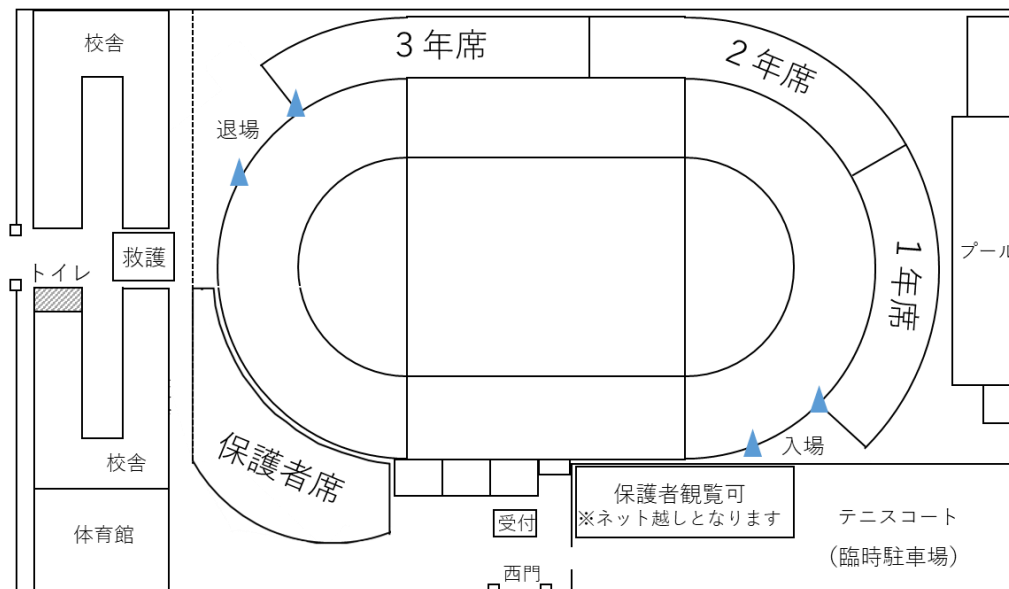 校舎
３年席
２年席
退場
救護
トイレ
１年席
プール
保護者席
校舎
入場
保護者観覧可
※ネット越しとなります
受付
テニスコート
（臨時駐車場）
体育館
西門